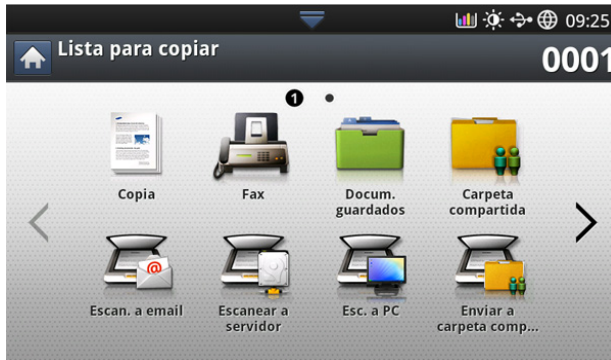 09:25
Lista para copiar
0001
1
Copia
Fax
Docum.
guardados
Carpeta
compartida
@
Escan. a email
Escanear a
servidor
Esc. a PC
Enviar a
carpeta comp...